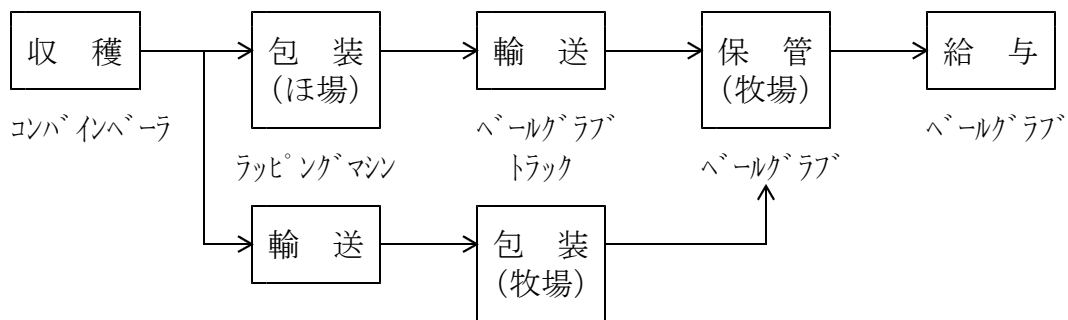 収　穫
包　装
(ほ場)
輸　送
保　管
(牧場)
給　与
ｺﾝﾊﾞｲﾝﾍﾞｰﾗ
ﾗｯﾋﾟﾝｸﾞﾏｼﾝ
ﾍﾞｰﾙｸﾞﾗﾌﾞ
ﾄﾗｯｸ
ﾍﾞｰﾙｸﾞﾗﾌﾞ
ﾍﾞｰﾙｸﾞﾗﾌﾞ
輸　送
包　装
(牧場)